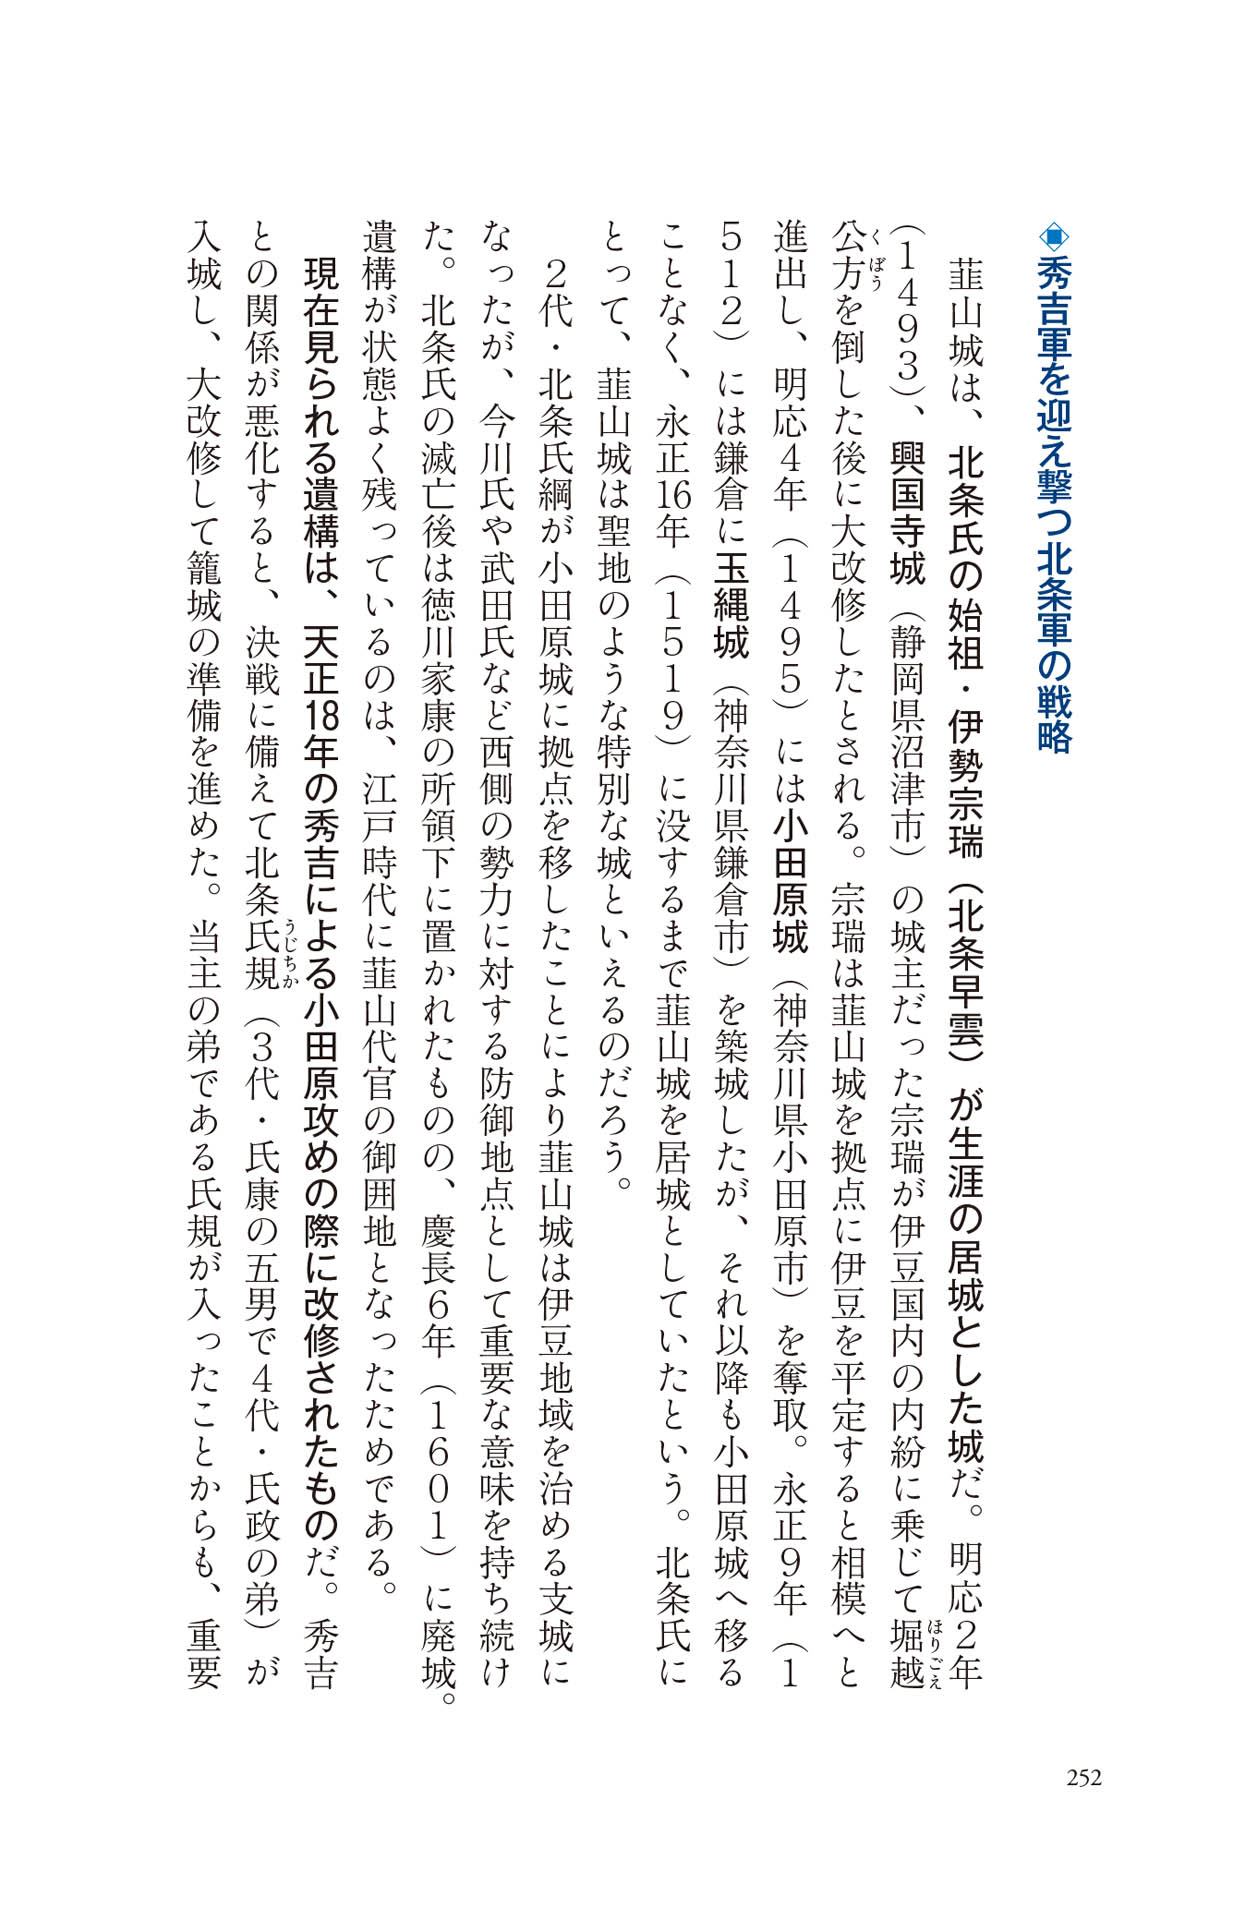 ◈秀吉軍を迎え撃つ北条軍の戦略
　韮山城は、北条氏の始祖・伊勢宗瑞（北条早雲）が生涯の居城とした城だ。明応２年
（１４９３）、興国寺城（静岡県沼津市）の城主だった宗瑞が伊豆国内の内紛に乗じて堀越
ほりごえ
公方を倒した後に大改修したとされる。宗瑞は韮山城を拠点に伊豆を平定すると相模へと
くぼう
進出し、明応４年（１４９５）には小田原城（神奈川県小田原市）を奪取。永正９年（１
５１２）には鎌倉に玉縄城（神奈川県鎌倉市）を築城したが、それ以降も小田原城へ移る
ことなく、永正16年（１５１９）に没するまで韮山城を居城としていたという。北条氏に
とって、韮山城は聖地のような特別な城といえるのだろう。
　２代・北条氏綱が小田原城に拠点を移したことにより韮山城は伊豆地域を治める支城に
なったが、今川氏や武田氏など西側の勢力に対する防御地点として重要な意味を持ち続け
た。北条氏の滅亡後は徳川家康の所領下に置かれたものの、慶長６年（１６０１）に廃城。
遺構が状態よく残っているのは、江戸時代に韮山代官の御囲地となったためである。
　現在見られる遺構は、天正18年の秀吉による小田原攻めの際に改修されたものだ。秀吉
との関係が悪化すると、決戦に備えて北条氏規（３代・氏康の五男で４代・氏政の弟）が
うじちか
入城し、大改修して籠城の準備を進めた。当主の弟である氏規が入ったことからも、重要
252